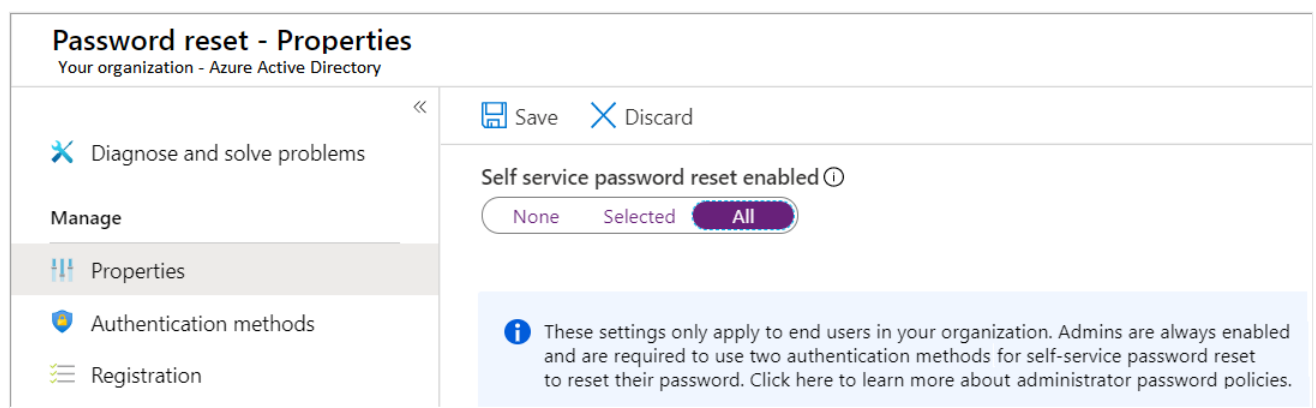 Password reset - Properties
Your organization - Azure Active Directory
«
Diagnose and solve problems
Manage
Properties
Authentication methods
Registration
Save Discard
Self service password reset enabled
None Selected All
These settings only apply to end users in your organization. Admins are always enabled
and are required to use two authentication methods for self-service password reset
to reset their password. Click here to learn more about administrator password policies.